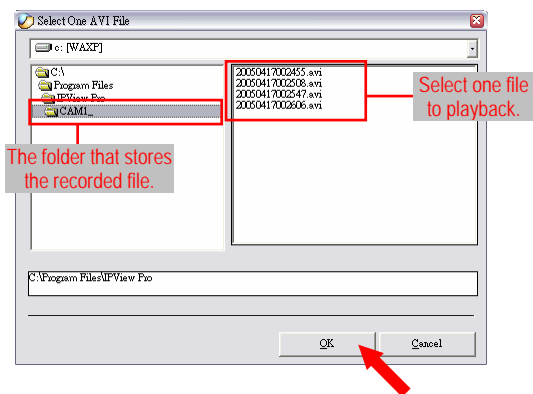 Select One AVI File
c: [WAXP]
C:\
Program Files
IPView Pro
CAM1_
20050417002455.avi
20050417002508.avi
20050417002547.avi
20050417002606.avi
Select one file
to playback.
The folder that stores
the recorded file.
C:\Program Files\IPView Pro
OK
Cancel